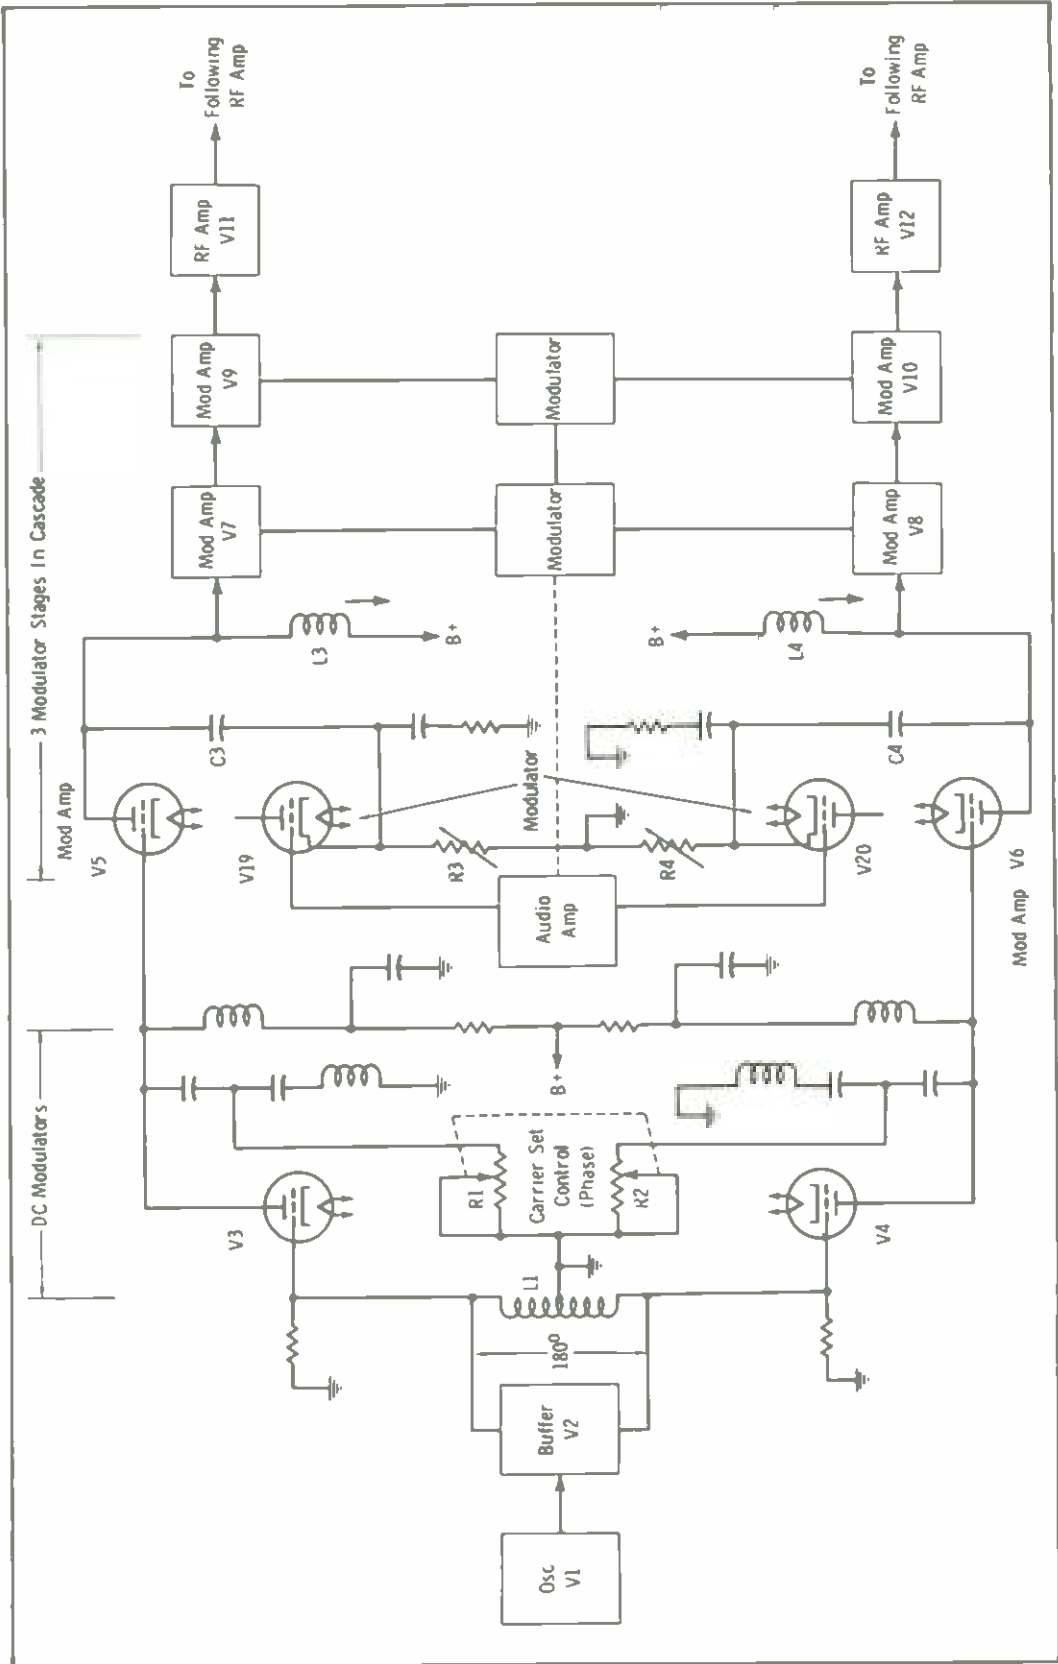 DC Modulators
3 Modulator Stages In Cascade
Mod Amp
V5
V3
V19
C3
L3
B+
Mod Amp
V7
Mod Amp
V9
RF Amp
V11
To
Following
RF Amp
Osc
V1
Buffer
V2
180°
L1
R1
Carrier Set
Control
(Phase)
R2
B+
Audio
Amp
R3
R4
Modulator
Modulator
Modulator
B+
L4
C4
V4
V20
Mod Amp V6
Mod Amp
V8
Mod Amp
V10
RF Amp
V12
To
Following
RF Amp